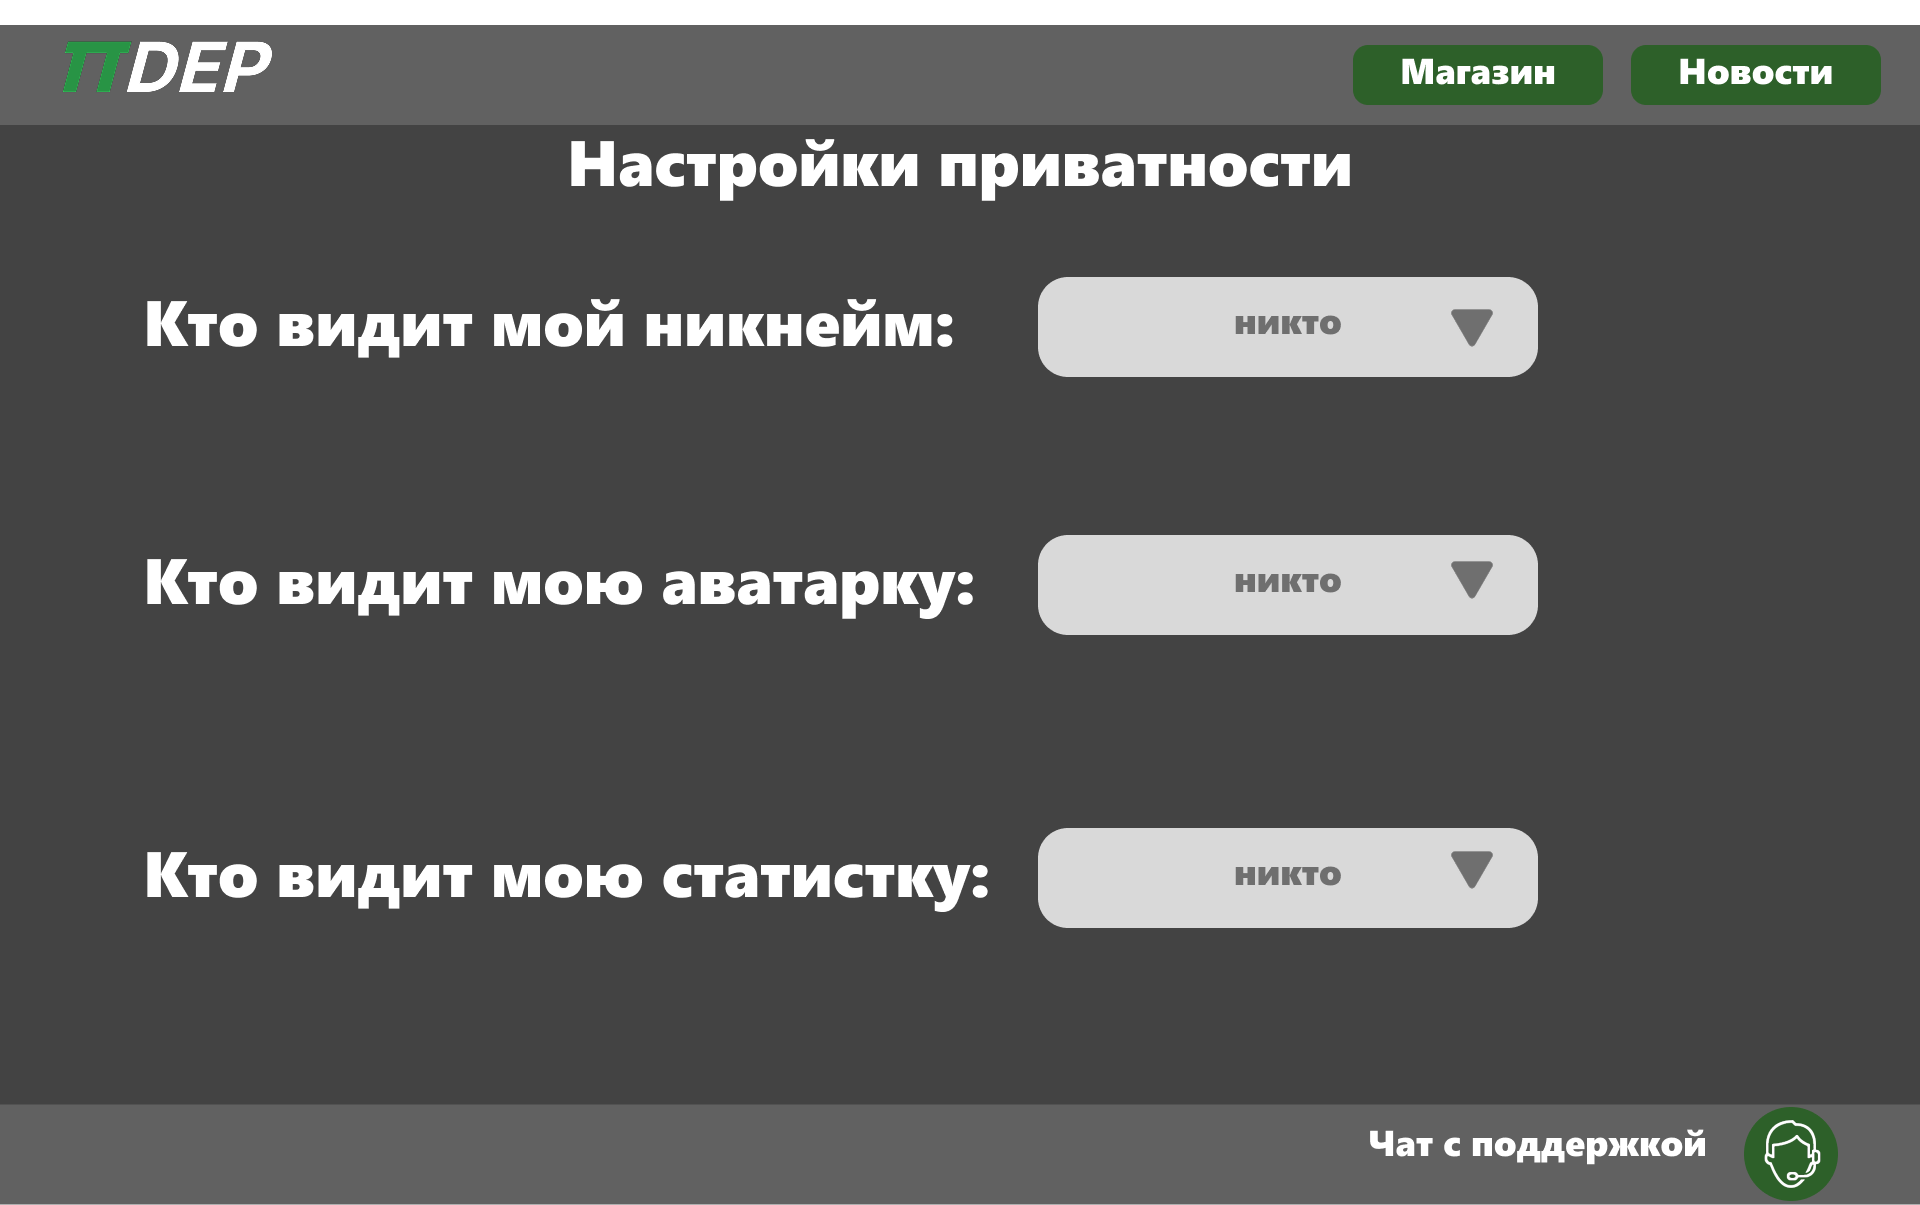 ПDEP
Магазин
Новости
Настройки приватности
Кто видит мой никнейм:
никто
Кто видит мою аватарку:
никто
Кто видит мою статистку:
никто
Чат с поддержкой